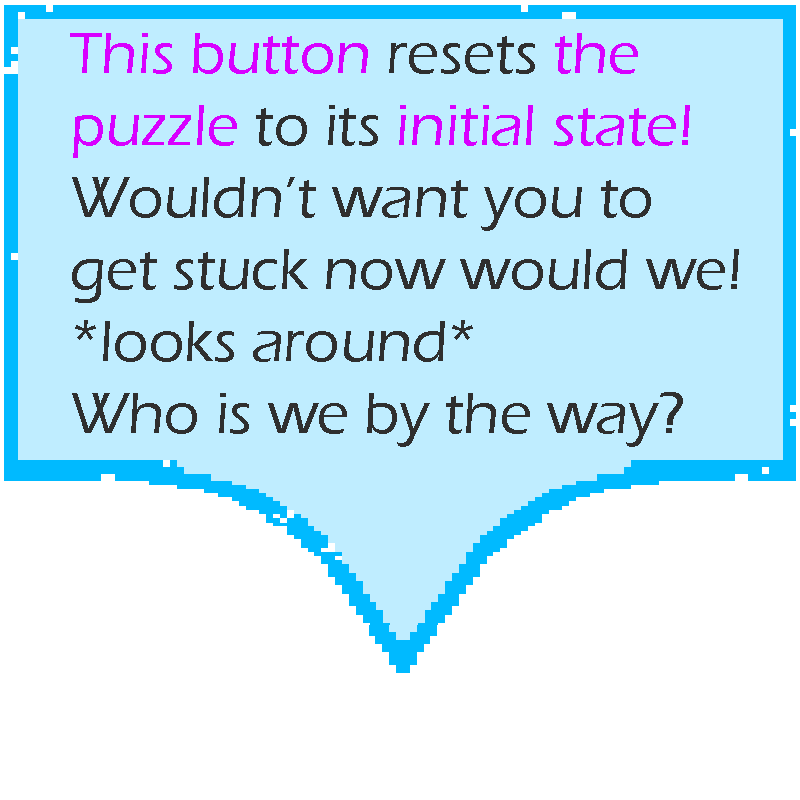 This button resets the
puzzle to its initial state!
Wouldn’t want you to
get stuck now would we!
*looks around*
Who is we by the way?